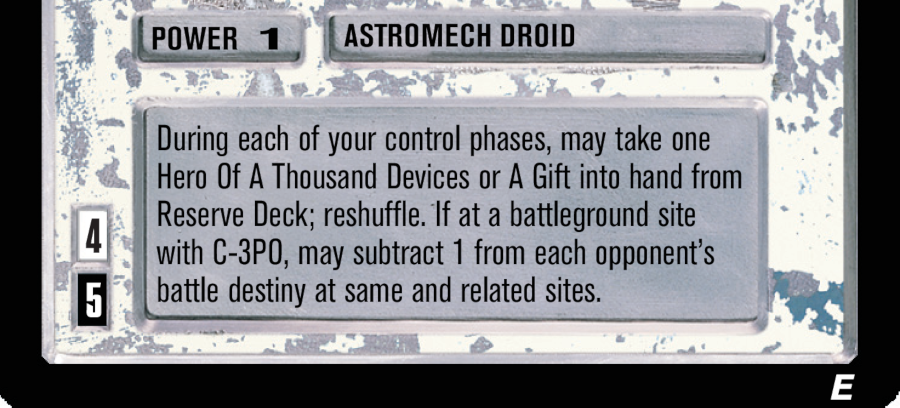 POWER 1
ASTROMECH DROID
During each of your control phases, may take one
Hero Of A Thousand Devices or A Gift into hand from
Reserve Deck; reshuffle. If at a battleground site
with C-3PO, may subtract 1 from each opponent's
battle destiny at same and related sites.
4
5
E